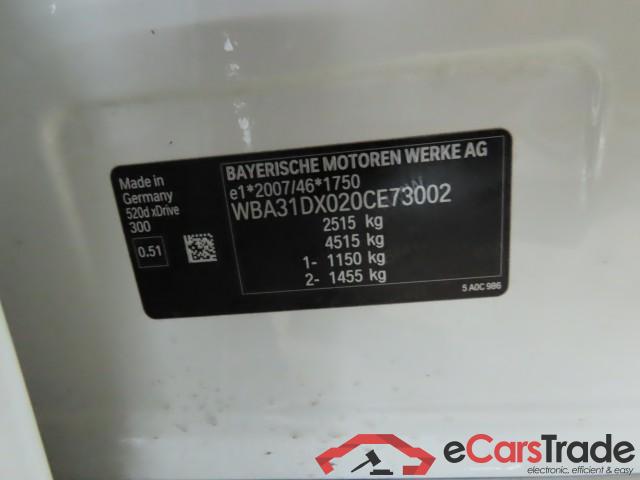 BAYERISCHE MOTOREN WERKE AG
e1*2007/46*1750
WBA31DX020CE73002
2515 kg
4515 kg
1- 1150 kg
2- 1455 kg
Made in
Germany
520d xDrive
300
0.51
5 A0C 986
eCarsTrade
electronic, efficient & easy